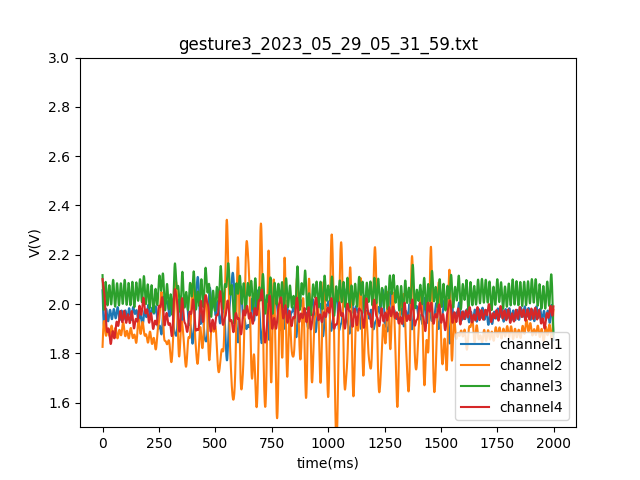 gesture3_2023_05_29_05_31_59.txt
3.0
2.8
2.6
2.4
2.2
2.0
1.8
1.6
V(V)
0 250 500 750 1000 1250 1500 1750 2000
time(ms)
channel1
channel2
channel3
channel4